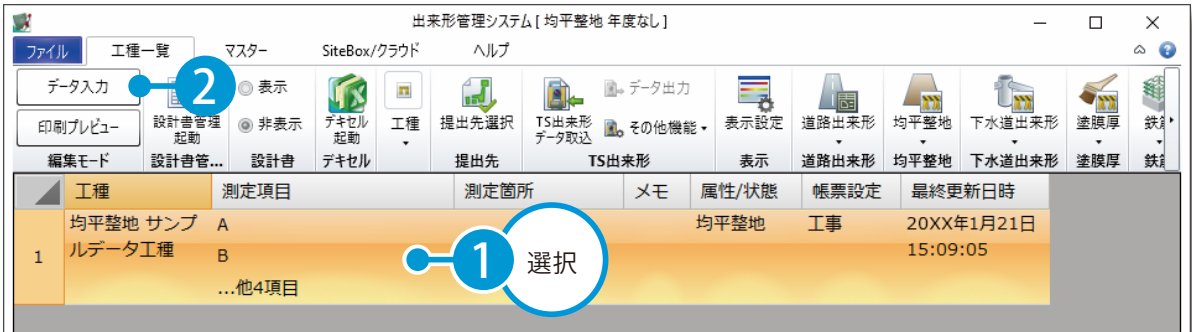 出来形管理システム [ 均平整地 年度なし ]
ファイル 工種一覧 マスター SiteBox/クラウド ヘルプ
データ入力
印刷プレビュー
編集モード
2
設計書管理
起動
設計書管...
表示
非表示
設計書
デキセル
起動
デキセル
工種
提出先選択
提出先
TS出来形
データ取込
データ出力
その他機能
TS出来形
表示設定
表示
道路出来形
道路出来形
均平整地
均平整地
下水道出来形
下水道出来形
塗膜厚
塗膜厚
工種 測定項目 測定箇所 メモ 属性/状態 帳票設定 最終更新日時
1
均平整地 サンプ
ルデータ工種
A
B
...他4項目
均平整地
工事
20XX年1月21日
15:09:05
1 選択